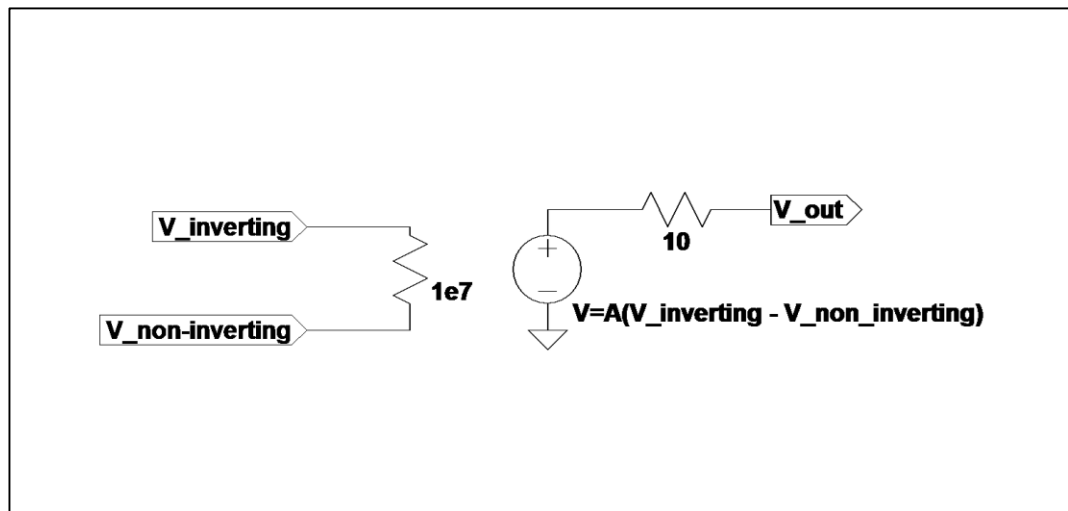 V_inverting
V_out
10
1e7
V=A(V_inverting - V_non_inverting)
V_non-inverting